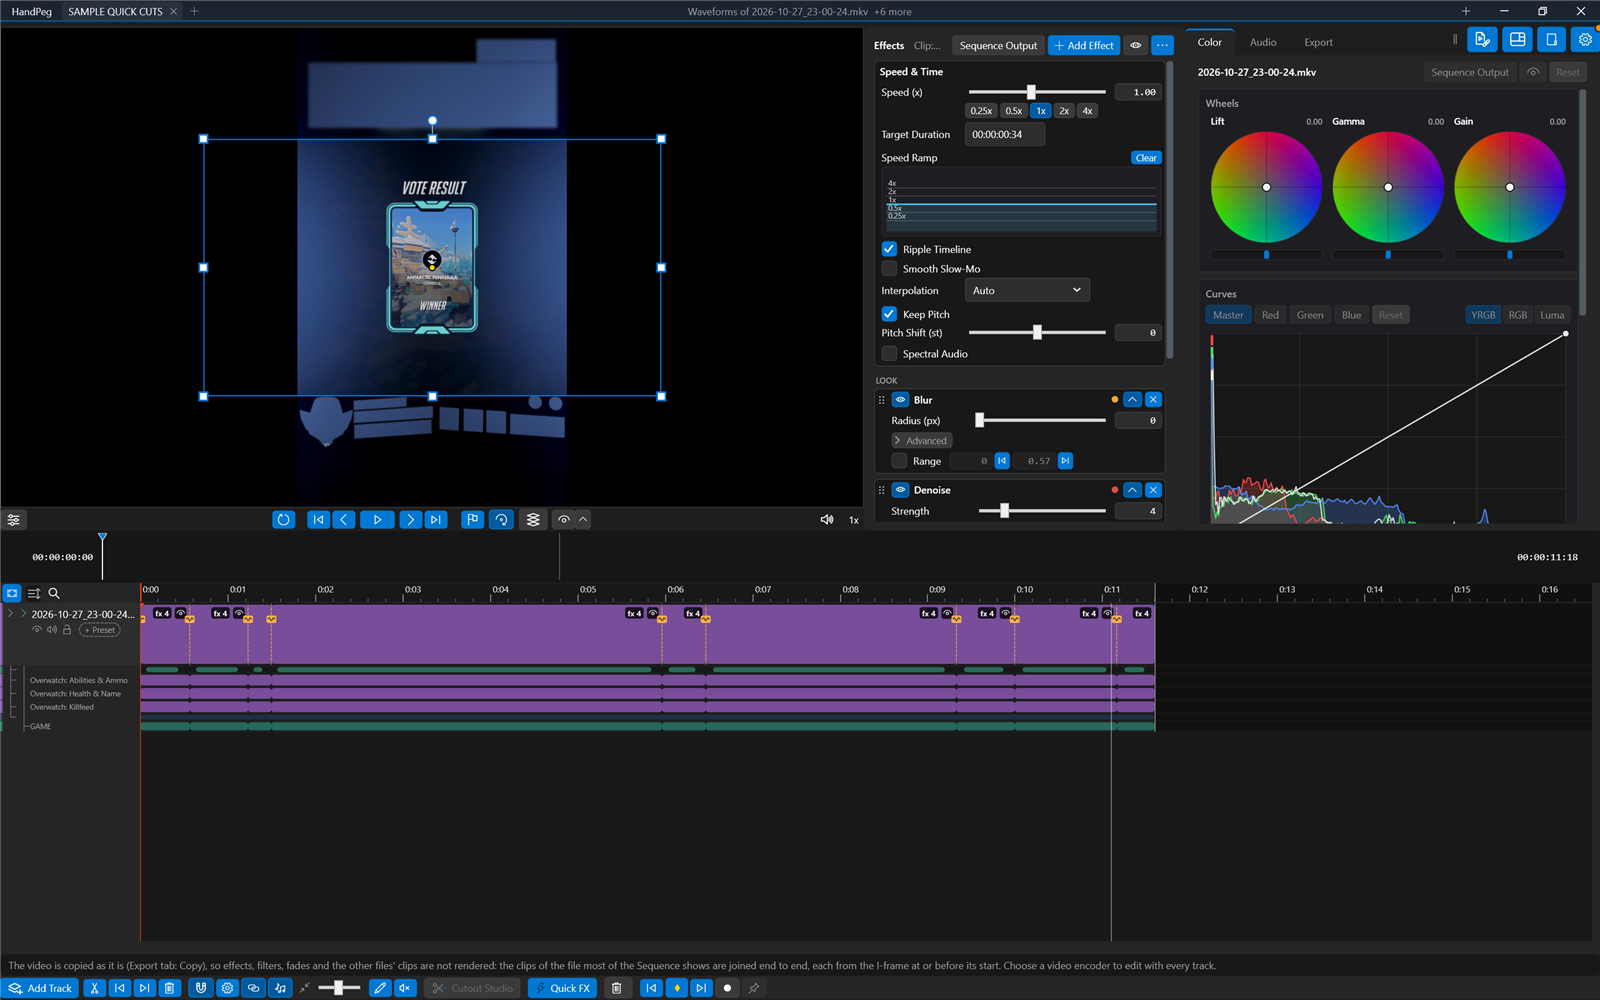 HandPeg
SAMPLE QUICK CUTS
Waveforms of 2026-10-27_23-00-24.mkv +6 more
VOTE RESULT
ANTARCTIC PENINSULA
CONTROL
WINNER
Effects
Clip:...
Sequence Output
Add Effect
Speed & Time
Speed (x)
1.00
0.25x
0.5x
1x
2x
4x
Target Duration
00:00:00:34
Speed Ramp
Clear
4x
2x
1x
0.5x
0.25x
Ripple Timeline
Smooth Slow-Mo
Interpolation
Auto
Keep Pitch
Pitch Shift (st)
0
Spectral Audio
LOOK
Blur
Radius (px)
0
Advanced
Range
0
0.57
Denoise
Strength
4
Color
Audio
Export
2026-10-27_23-00-24.mkv
Sequence Output
Reset
Wheels
Lift
0.00
Gamma
0.00
Gain
0.00
Curves
Master
Red
Green
Blue
Reset
YRGB
RGB
Luma
1x
00:00:00:00
00:00:11:18
0:00
0:01
0:02
0:03
0:04
0:05
0:06
0:07
0:08
0:09
0:10
0:11
0:12
0:13
0:14
0:15
0:16
2026-10-27_23-00-24...
+ Preset
fx 4
fx 4
fx 4
fx 4
fx 4
fx 4
fx 4
fx 4
Overwatch: Abilities & Ammo
Overwatch: Health & Name
Overwatch: Killfeed
GAME
The video is copied as it is (Export tab: Copy), so effects, filters, fades and the other files' clips are not rendered: the clips of the file most of the Sequence shows are joined end to end, each from the I-frame at or before its start. Choose a video encoder to edit with every track.
Add Track
Cutout Studio
Quick FX